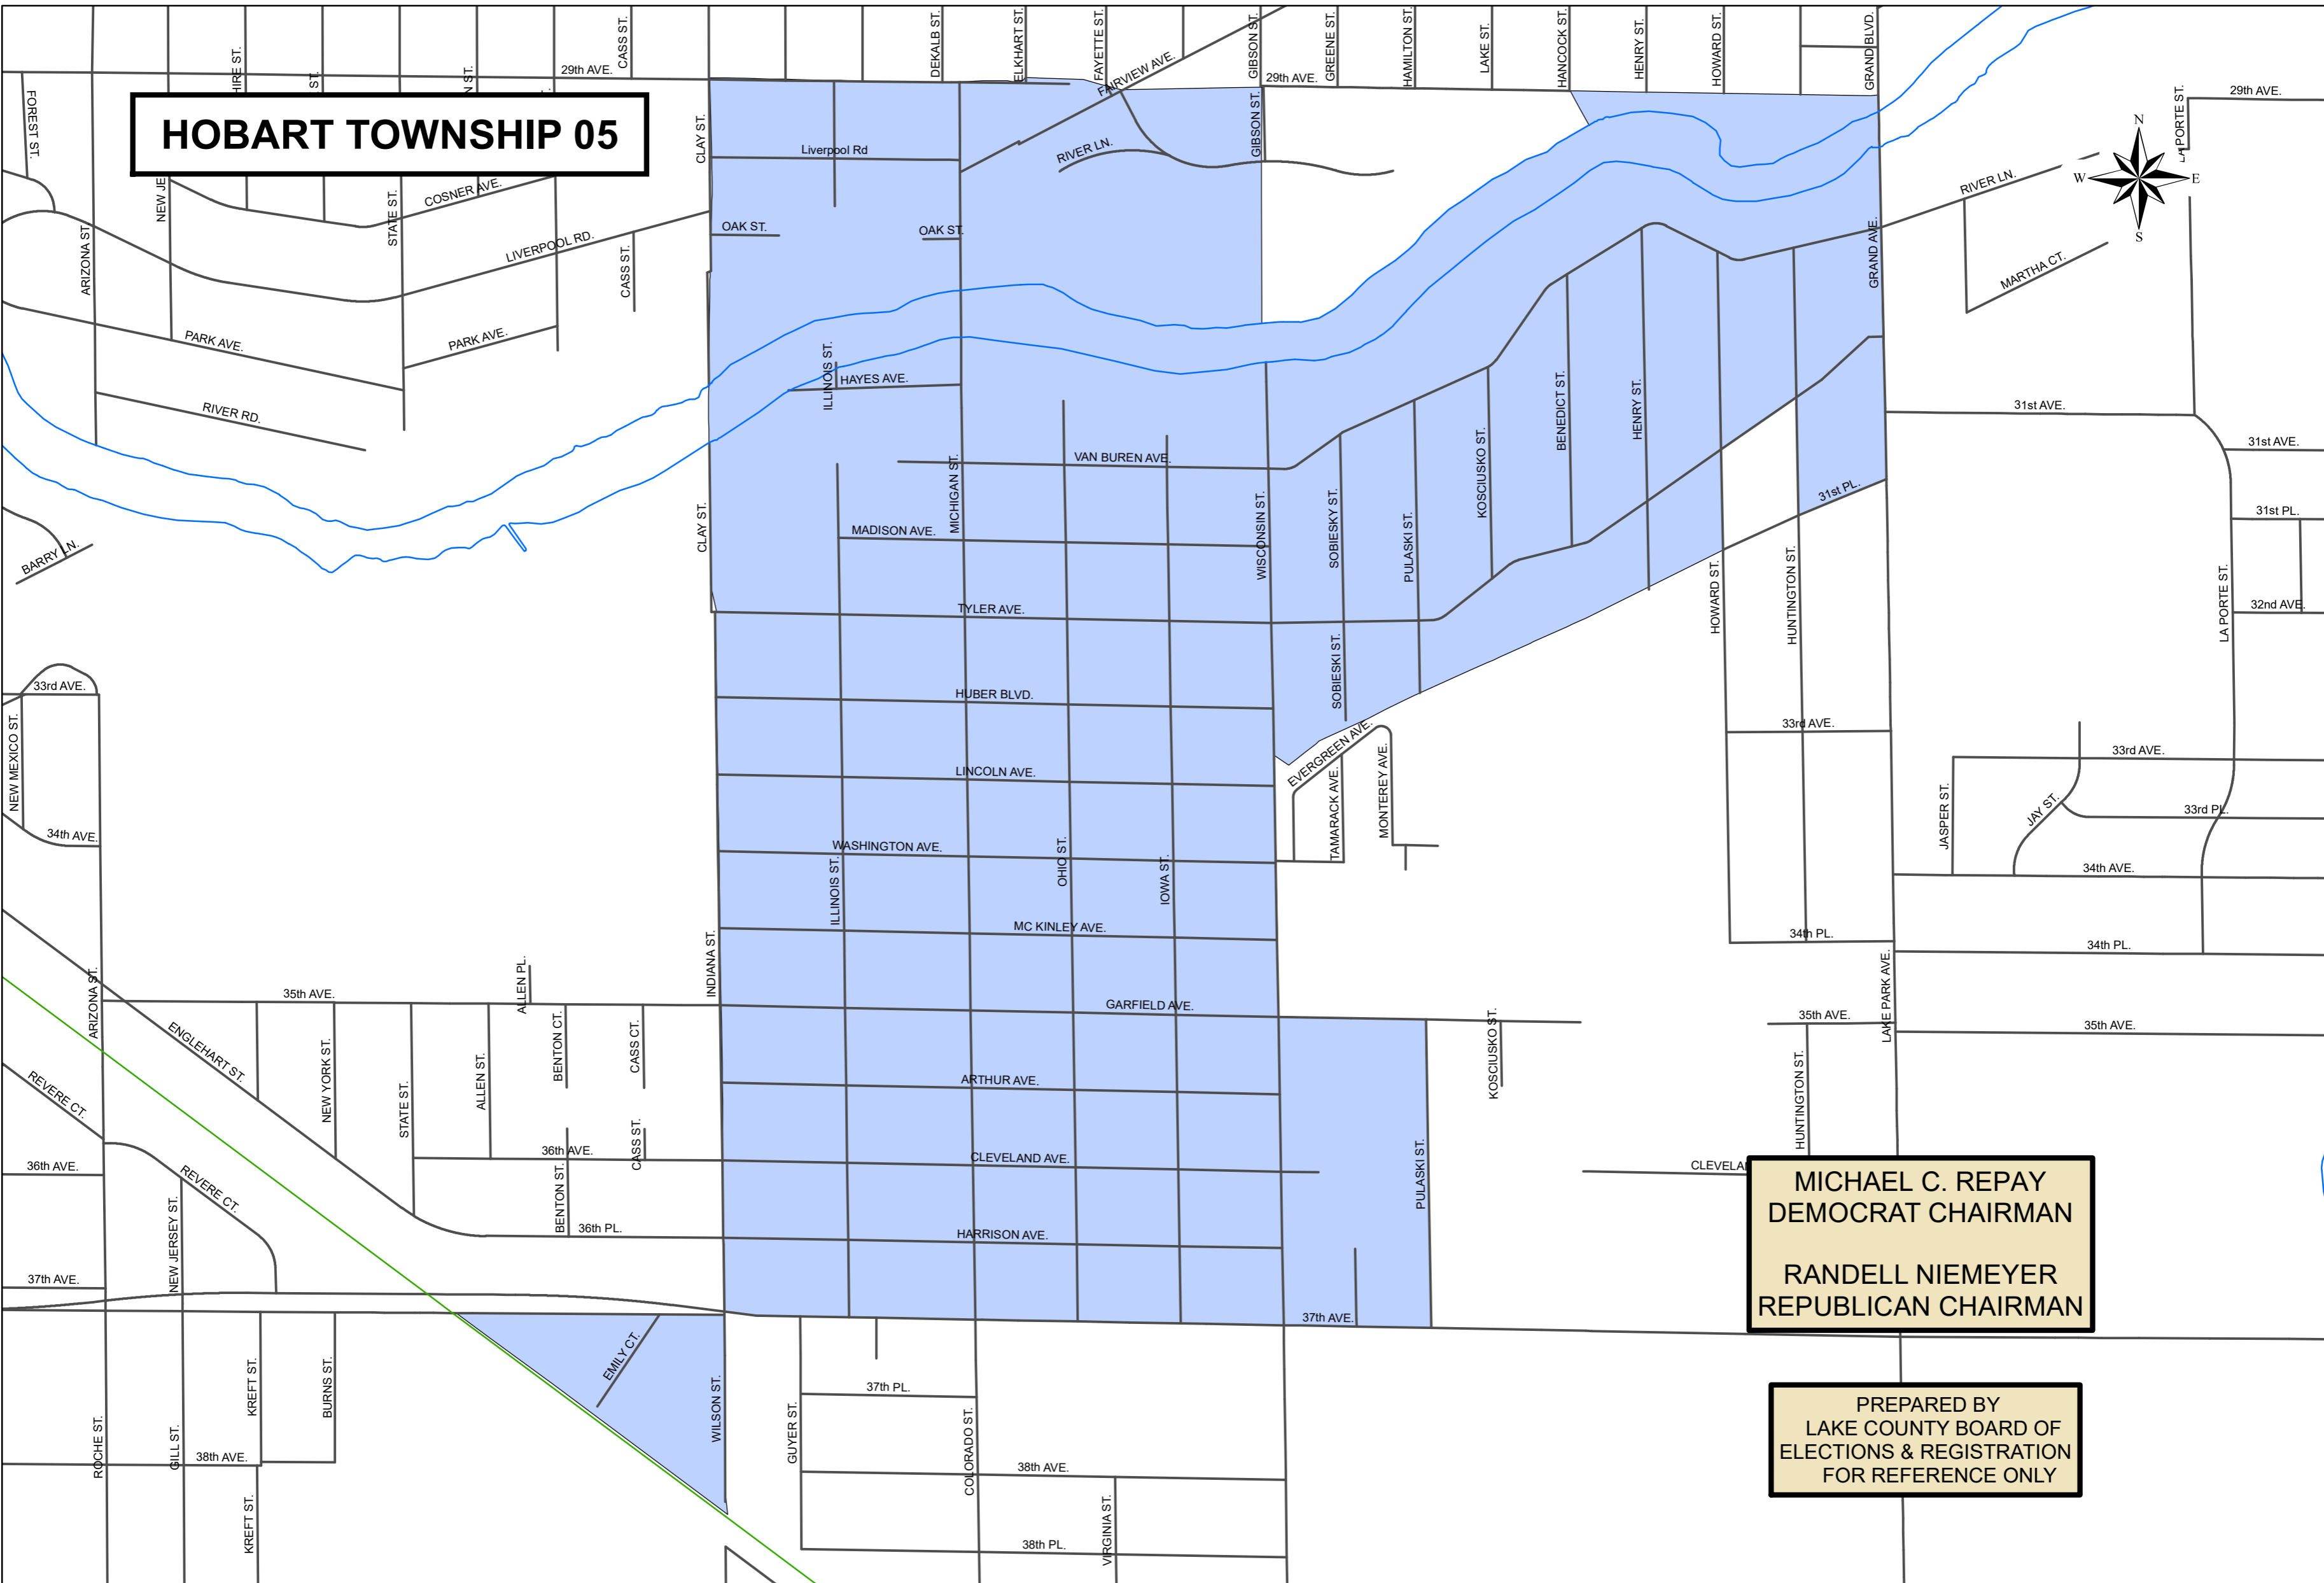 HOBART TOWNSHIP 05
CASS ST.
DEKALB ST.
ELKHART ST.
FAYETTE ST.
GIBSON ST.
GREENE ST.
HAMILTON ST.
LAKE ST.
HANCOCK ST.
HENRY ST.
HOWARD ST.
GRAND BLVD.
29th AVE.
FAIRVIEW AVE.
29th AVE.
29th AVE.
LA PORTE ST.
FOREST ST.
HIRE ST.
ST.
N ST.
CLAY ST.
Liverpool Rd
RIVER LN.
GIBSON ST.
N
W
E
S
RIVER LN.
NEW JE
COSNER AVE.
STATE ST.
OAK ST.
OAK ST.
LIVERPOOL RD.
CASS ST.
ARIZONA ST.
GRAND AVE.
MARTHA CT.
PARK AVE.
PARK AVE.
RIVER RD.
ILLINOIS ST.
HAYES AVE.
31st AVE.
31st AVE.
BENEDICT ST.
HENRY ST.
KOSCIUSKO ST.
VAN BUREN AVE.
MICHIGAN ST.
31st PL.
31st PL.
CLAY ST.
MADISON AVE.
WISCONSIN ST.
SOBIESKY ST.
PULASKI ST.
BARRY LN.
TYLER AVE.
HOWARD ST.
HUNTINGTON ST.
LA PORTE ST.
32nd AVE.
33rd AVE.
HUBER BLVD.
SOBIESKI ST.
NEW MEXICO ST.
EVERGREEN AVE.
33rd AVE.
33rd AVE.
LINCOLN AVE.
TAMARACK AVE.
MONTEREY AVE.
JASPER ST.
JAY ST.
33rd PL.
34th AVE.
WASHINGTON AVE.
34th AVE.
ILLINOIS ST.
OHIO ST.
IOWA ST.
MC KINLEY AVE.
34th PL.
34th PL.
INDIANA ST.
ALLEN PL.
35th AVE.
GARFIELD AVE.
LAKE PARK AVE.
35th AVE.
35th AVE.
ARIZONA ST.
ENGLEHART ST.
NEW YORK ST.
STATE ST.
ALLEN ST.
BENTON CT.
CASS CT.
KOSCIUSKO ST.
HUNTINGTON ST.
REVERE CT.
ARTHUR AVE.
36th AVE.
36th AVE.
CASS ST.
CLEVELAND AVE.
CLEVELA
PULASKI ST.
REVERE CT.
NEW JERSEY ST.
BENTON ST.
36th PL.
HARRISON AVE.
37th AVE.
37th AVE.
MICHAEL C. REPAY
DEMOCRAT CHAIRMAN
RANDELL NIEMEYER
REPUBLICAN CHAIRMAN
EMILY CT.
KREFT ST.
BURNS ST.
WILSON ST.
37th PL.
GUYER ST.
COLORADO ST.
ROCHE ST.
GILL ST.
38th AVE.
38th AVE.
KREFT ST.
VIRGINIA ST.
38th PL.
PREPARED BY
LAKE COUNTY BOARD OF
ELECTIONS & REGISTRATION
FOR REFERENCE ONLY